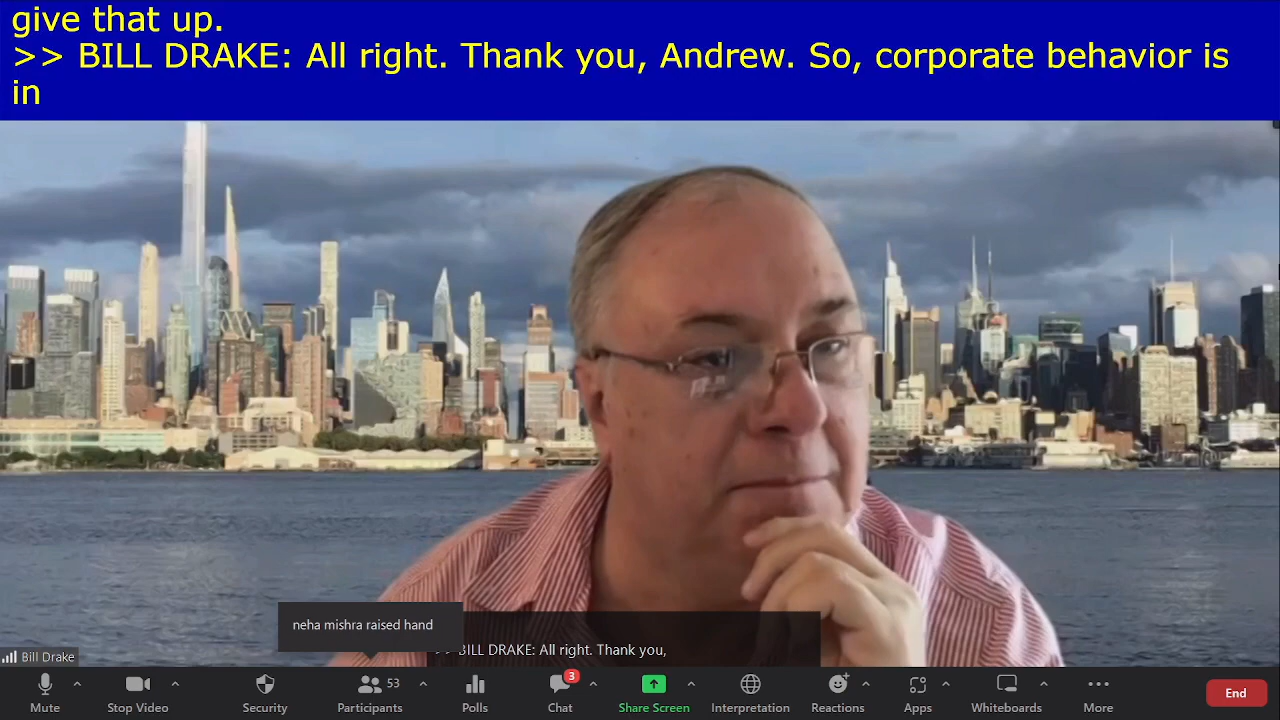 give that up.
>> BILL DRAKE: All right. Thank you, Andrew. So, corporate behavior is
in
neha mishra raised hand
>> BILL DRAKE: All right. Thank you,
Bill Drake
53
3
Mute
Stop Video
Security
Participants
Polls
Chat
Share Screen
Interpretation
Reactions
Apps
Whiteboards
More
End